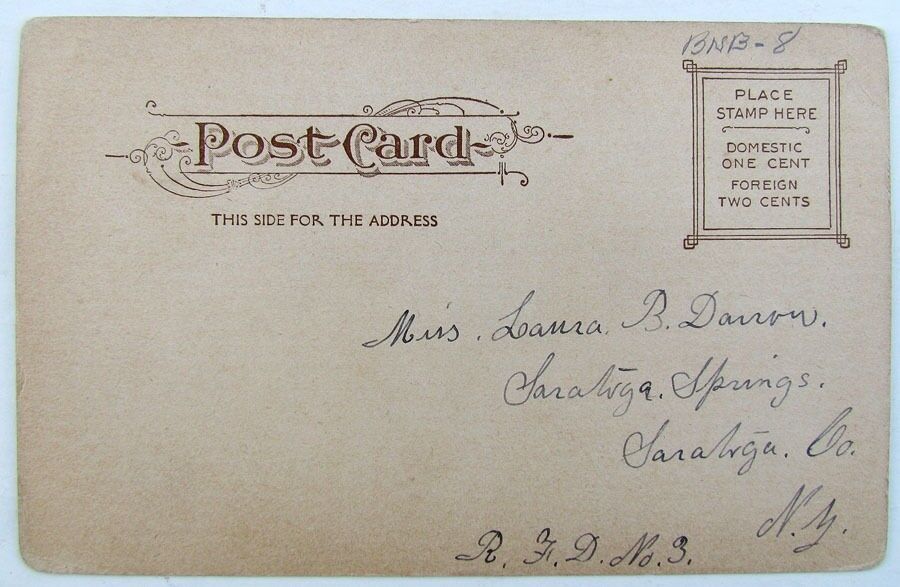 BNB-8
Post Card
THIS SIDE FOR THE ADDRESS
PLACE
STAMP HERE
DOMESTIC
ONE CENT
FOREIGN
TWO CENTS
Miss. Laura. B. Darrow.
Saratoga. Springs.
Saratoga. Co.
N.Y.
R. F. D. No. 3.